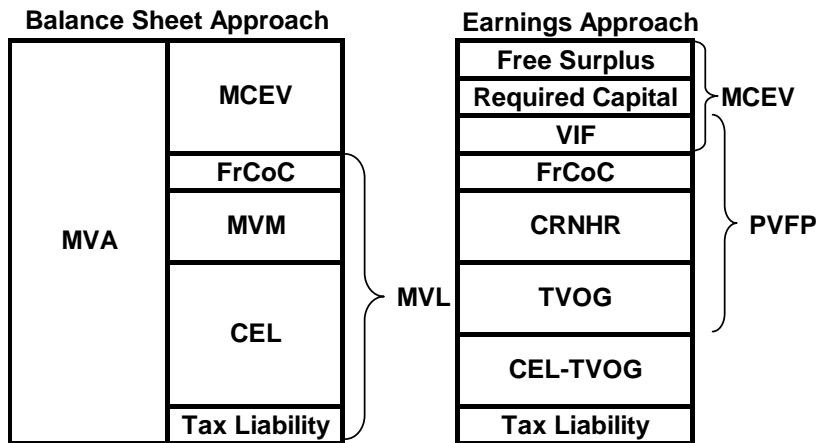 Balance Sheet Approach
MVA
MCEV
FrCoC
MVM
CEL
Tax Liability
MVL
Earnings Approach
Free Surplus
Required Capital
VIF
FrCoC
CRNHR
TVOG
CEL-TVOG
Tax Liability
MCEV
PVFP